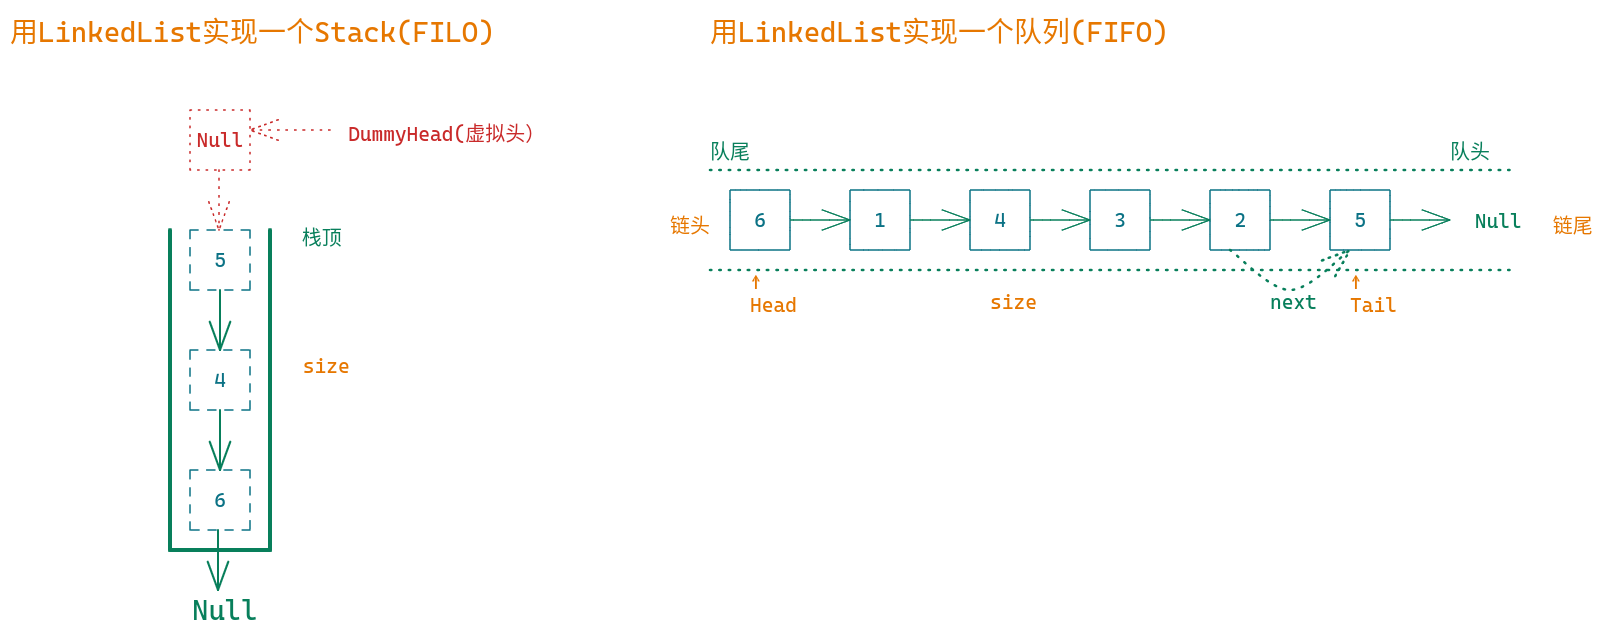 用LinkedList实现一个Stack(FILO)
Null
DummyHead(虚拟头)
5
栈顶
4
size
6
Null
用LinkedList实现一个队列(FIFO)
队尾
队头
链头
6
1
4
3
2
5
Null
链尾
Head
size
next
Tail